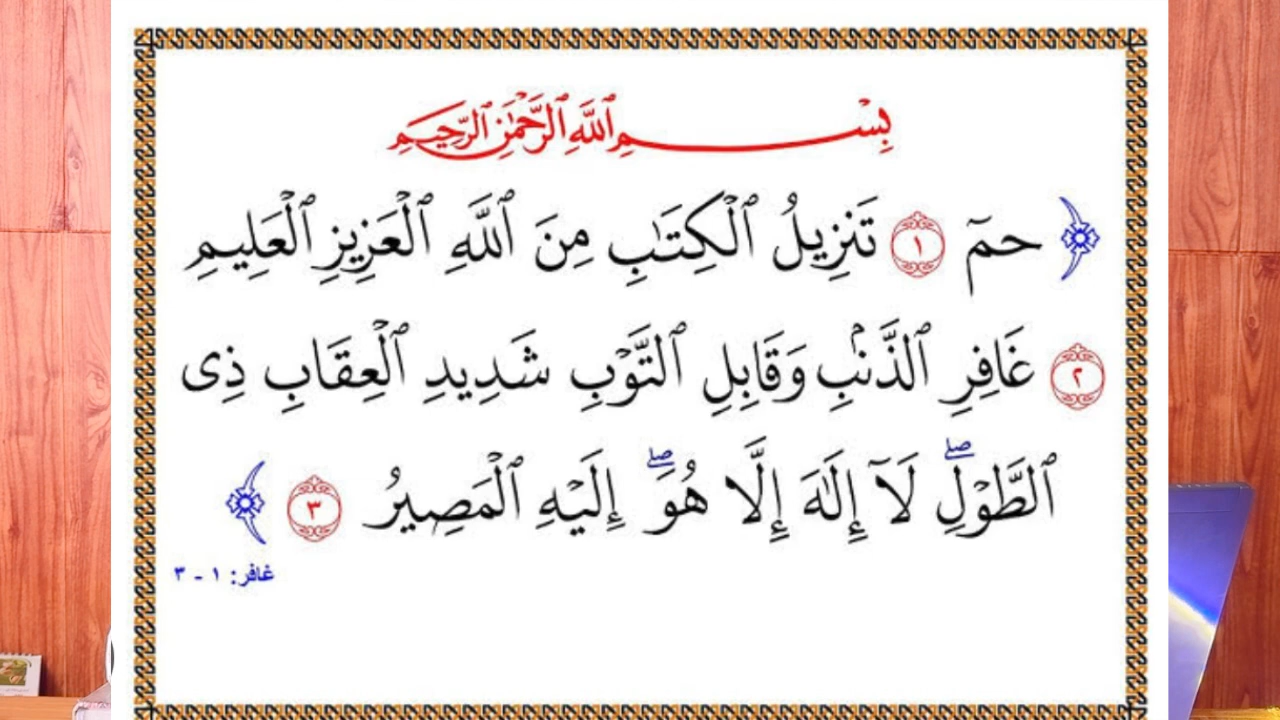 بِسْمِ ٱللَّهِ ٱلرَّحْمَٰنِ ٱلرَّحِيمِ
﴿ حمٓ ١ تَنزِيلُ ٱلْكِتَٰبِ مِنَ ٱللَّهِ ٱلْعَزِيزِ ٱلْعَلِيمِ
٢ غَافِرِ ٱلذَّنۢبِ وَقَابِلِ ٱلتَّوْبِ شَدِيدِ ٱلْعِقَابِ ذِى
ٱلطَّوْلِۖ لَآ إِلَٰهَ إِلَّا هُوَۖ إِلَيْهِ ٱلْمَصِيرُ ٣ ﴾
غافر: ١ - ٣